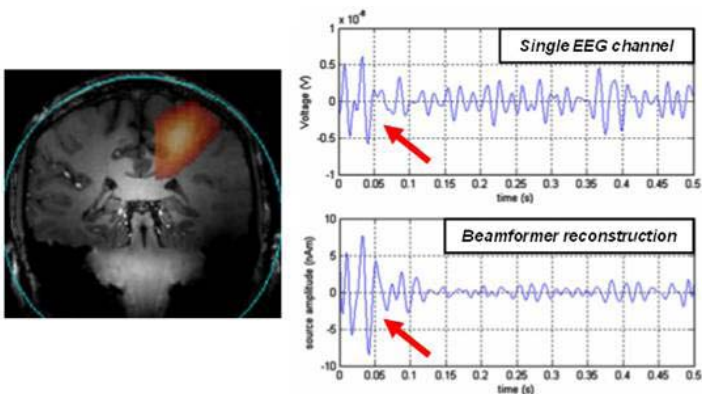 x 10⁻⁶
Single EEG channel
Voltage (V)
1
0.5
0
-0.5
-1
0 0.05 0.1 0.15 0.2 0.25 0.3 0.35 0.4 0.45 0.5
time (s)
Beamformer reconstruction
source amplitude (nAm)
10
5
0
-5
-10
0 0.05 0.1 0.15 0.2 0.25 0.3 0.35 0.4 0.45 0.5
time (s)